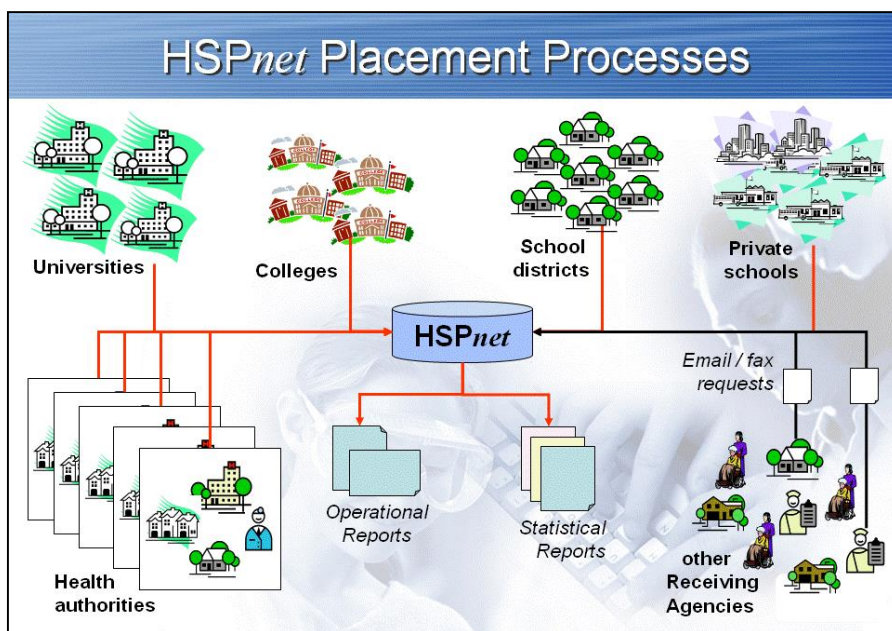 HSPnet Placement Processes
Universities
Colleges
School
districts
Private
schools
HSPnet
Email / fax
requests
Operational
Reports
Statistical
Reports
Health
authorities
other
Receiving
Agencies